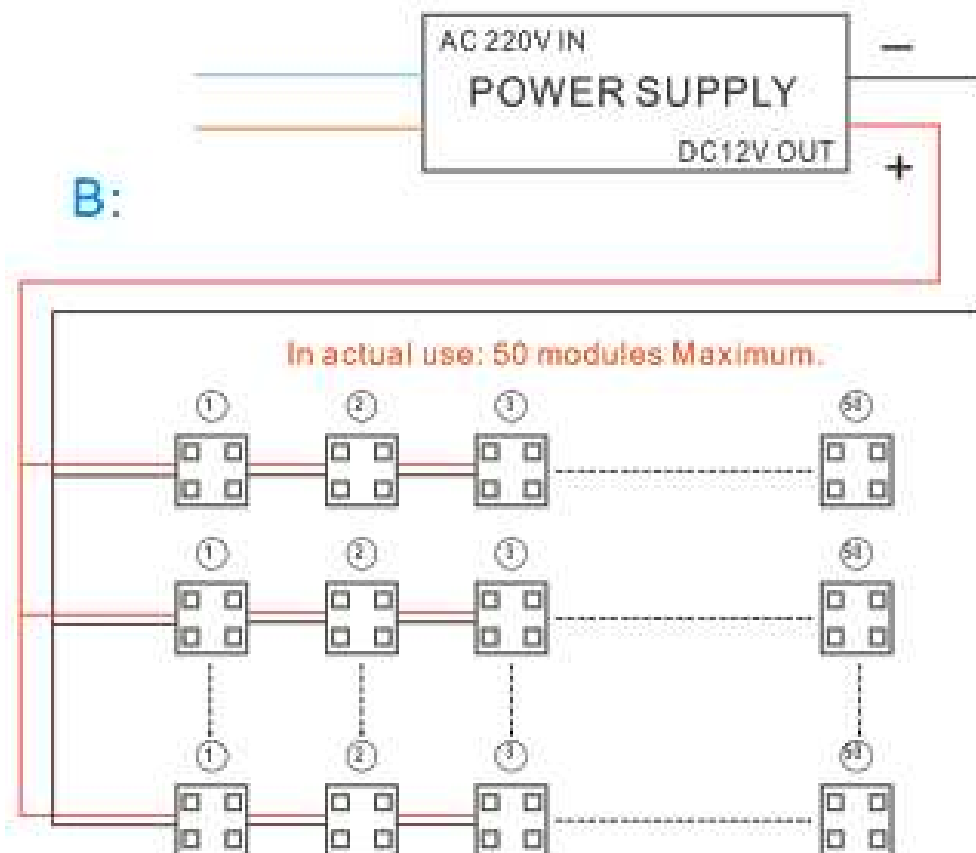 AC 220V IN
—
POWER SUPPLY
DC12V OUT
+
B:
In actual use: 50 modules Maximum.
1 2 3 50
1 2 3 50
1 2 3 50